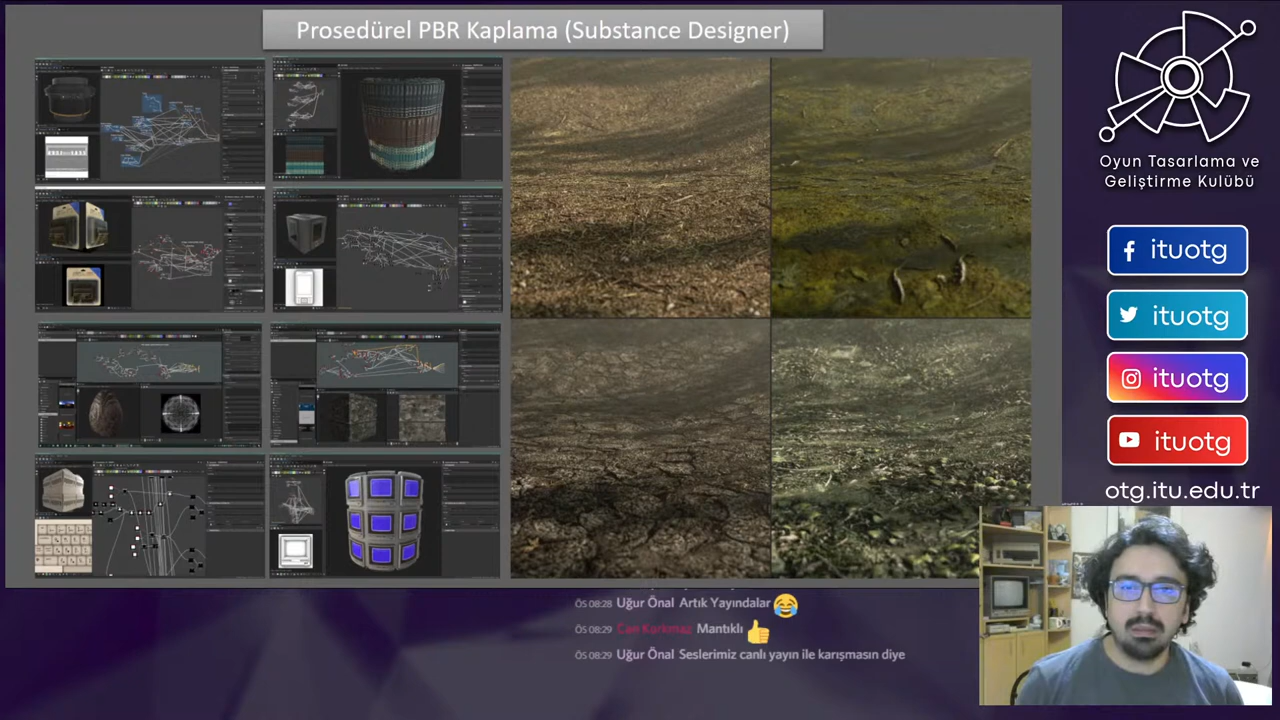 Prosedürel PBR Kaplama (Substance Designer)
Oyun Tasarlama ve
Geliştirme Kulübü
ituotg
ituotg
ituotg
ituotg
otg.itu.edu.tr
ÖS 08:28 Uğur Önal Artık Yayındalar
ÖS 08:29 Can Korkmaz Mantıklı
ÖS 08:29 Uğur Önal Seslerimiz canlı yayın ile karışmasın diye